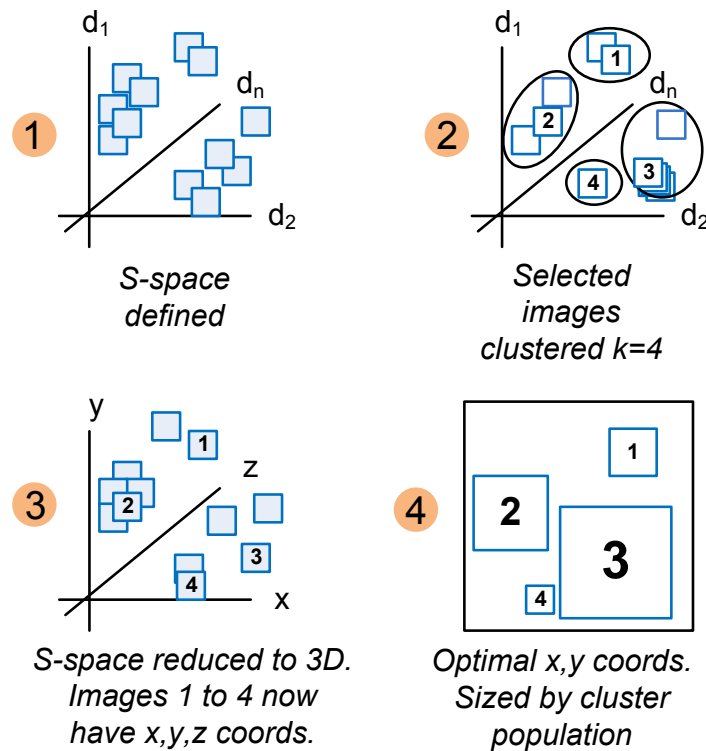 d1
dn
1
d2
S-space
defined
d1
1
dn
2
2
3
4
d2
Selected
images
clustered k=4
y
1
z
3
2
3
4
x
S-space reduced to 3D.
Images 1 to 4 now
have x,y,z coords.
4
1
2
3
4
Optimal x,y coords.
Sized by cluster
population